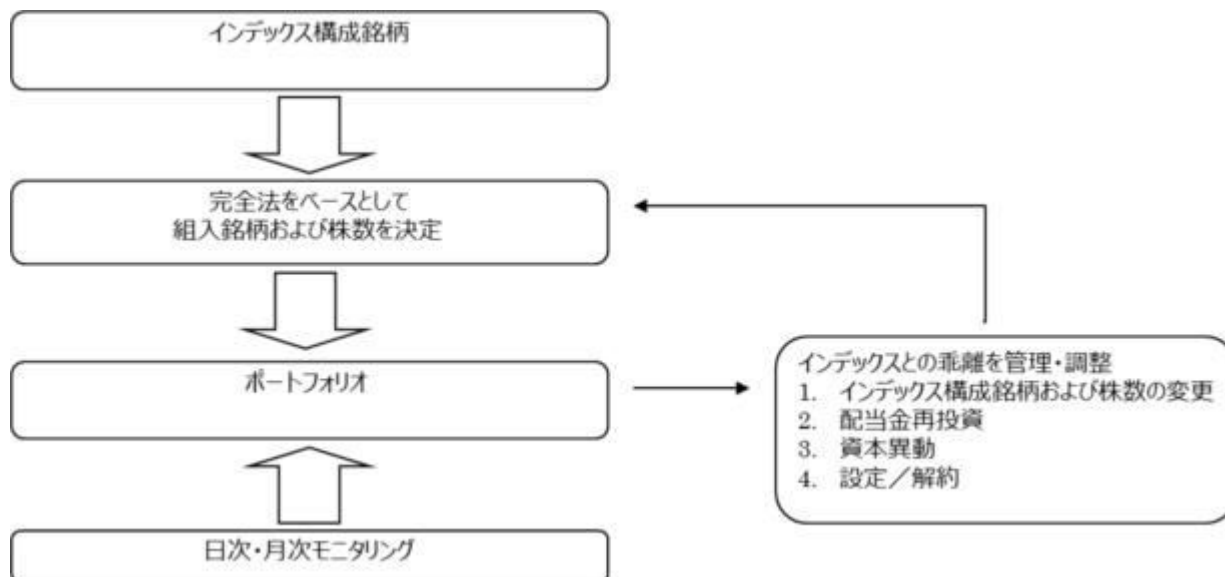 インデックス構成銘柄
完全法をベースとして
組入銘柄および株数を決定
ポートフォリオ
インデックスとの乖離を管理・調整
1. インデックス構成銘柄および株数の変更
2. 配当金再投資
3. 資本異動
4. 設定／解約
日次・月次モニタリング